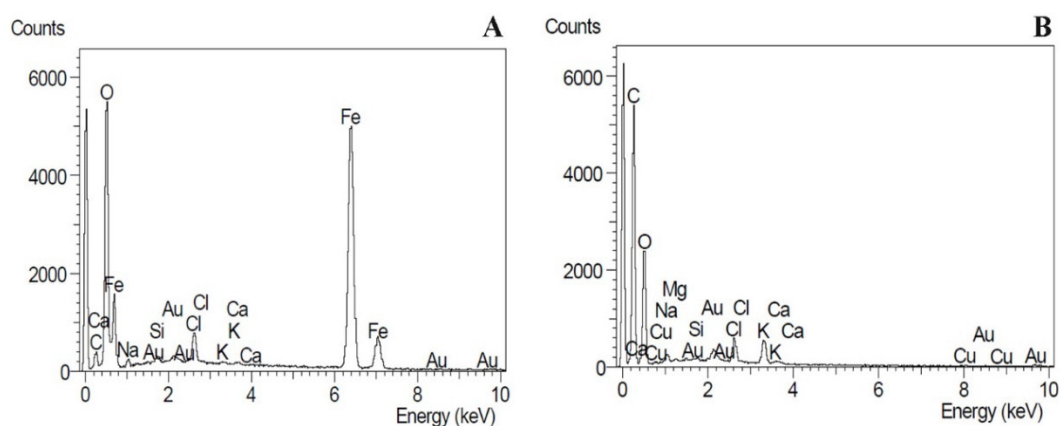 Counts
A
6000
O
Fe
4000
2000
Fe
Cl
Ca
Au
Cl
K
Fe
Ca
C
Na
Si
Au
Au
K
Ca
Au
Au
0
0
2
4
6
8
10
Energy (keV)
Counts
B
6000
C
4000
O
2000
Mg
Na
Cu
Au
Cl
Ca
Si
Cl
K
Ca
Au
Ca
Cu
Au
Au
K
Cu
Cu
Au
0
0
2
4
6
8
10
Energy (keV)